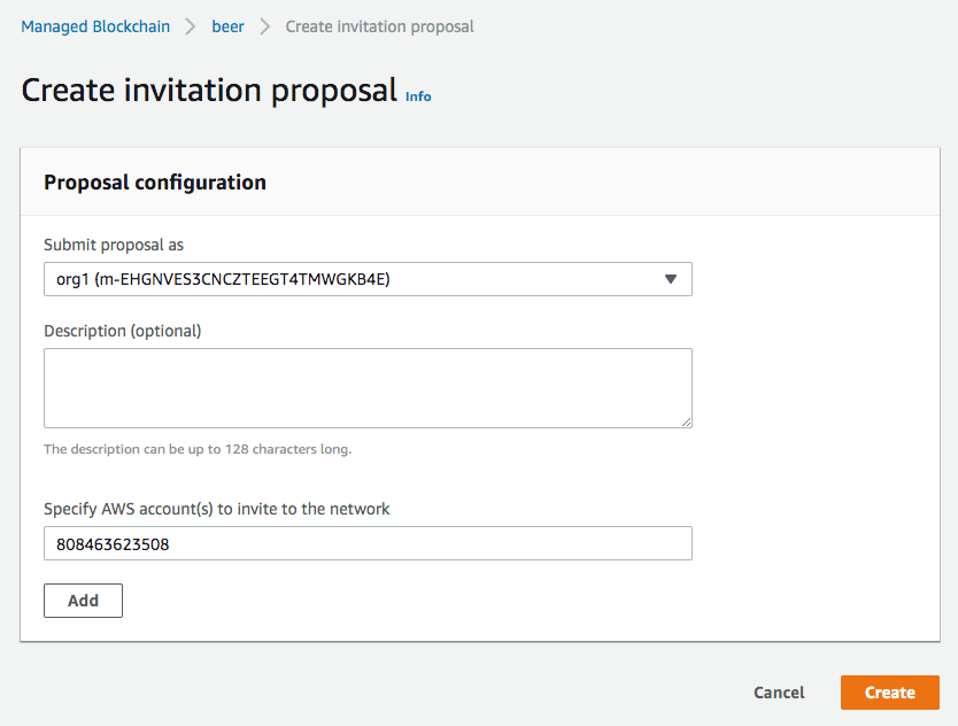 Managed Blockchain > beer > Create invitation proposal
Create invitation proposal Info
Proposal configuration
Submit proposal as
org1 (m-EHGNVES3CNCZTEEGT4TMWGKB4E)
Description (optional)
The description can be up to 128 characters long.
Specify AWS account(s) to invite to the network
808463623508
Add
Cancel Create